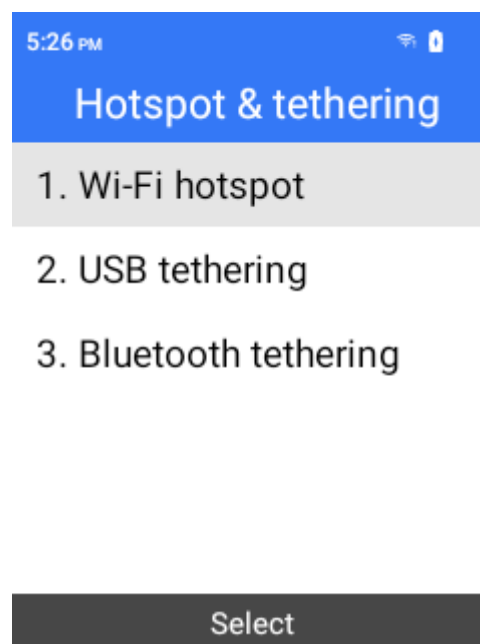 5:26 PM
Hotspot & tethering
1. Wi-Fi hotspot
2. USB tethering
3. Bluetooth tethering
Select